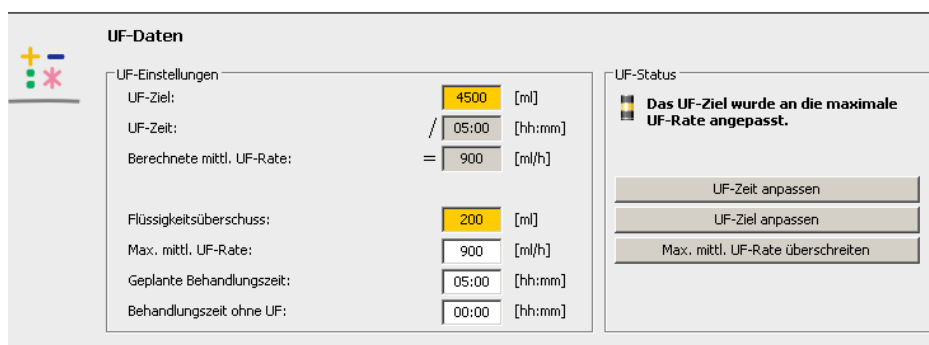 UF-Daten
UF-Einstellungen
UF-Ziel: 4500 [ml]
UF-Zeit: / 05:00 [hh:mm]
Berechnete mittl. UF-Rate: = 900 [ml/h]
Flüssigkeitsüberschuss: 200 [ml]
Max. mittl. UF-Rate: 900 [ml/h]
Geplante Behandlungszeit: 05:00 [hh:mm]
Behandlungszeit ohne UF: 00:00 [hh:mm]
UF-Status
Das UF-Ziel wurde an die maximale
UF-Rate angepasst.
UF-Zeit anpassen
UF-Ziel anpassen
Max. mittl. UF-Rate überschreiten